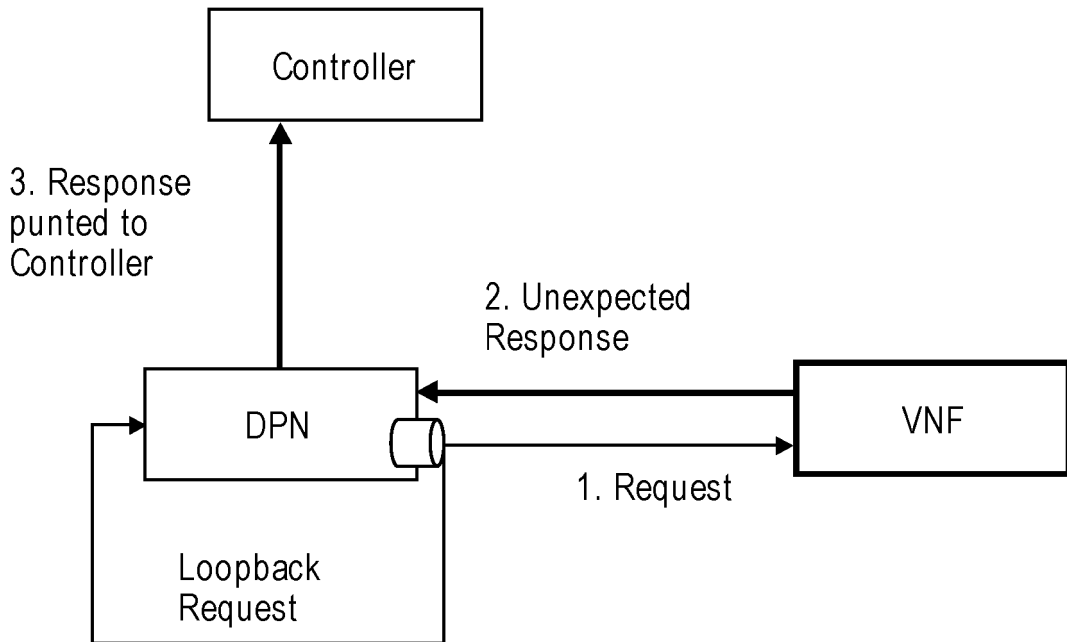 Controller
3. Response
punted to
Controller
2. Unexpected
Response
DPN
VNF
1. Request
Loopback
Request